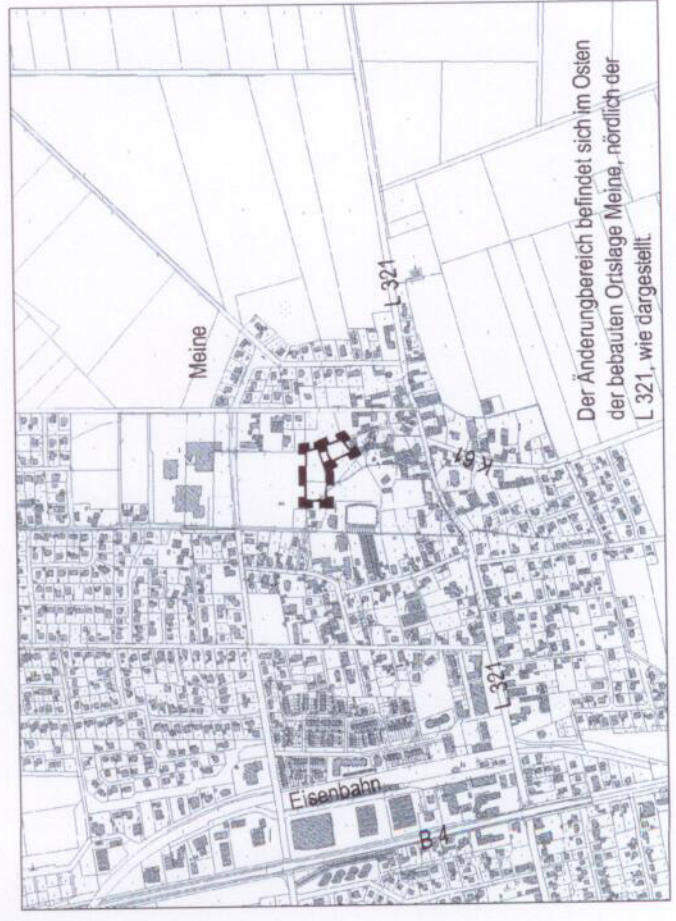 Meine
L 321
K 61
L 321
Eisenbahn
B 4
Der Änderungbereich befindet sich im Osten
der bebauten Ortslage Meine, nördlich der
L 321, wie dargestellt.